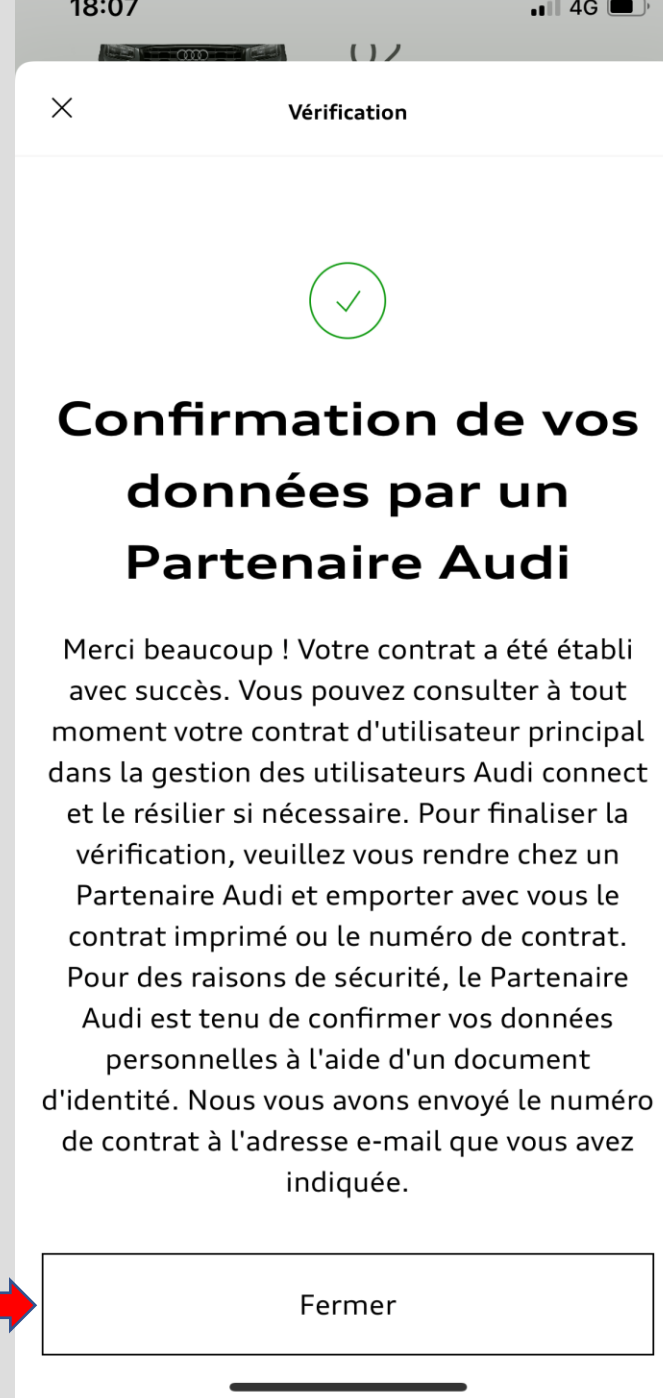 18:07
4G
Q2
Vérification
Confirmation de vos
données par un
Partenaire Audi
Merci beaucoup ! Votre contrat a été établi
avec succès. Vous pouvez consulter à tout
moment votre contrat d'utilisateur principal
dans la gestion des utilisateurs Audi connect
et le résilier si nécessaire. Pour finaliser la
vérification, veuillez vous rendre chez un
Partenaire Audi et emporter avec vous le
contrat imprimé ou le numéro de contrat.
Pour des raisons de sécurité, le Partenaire
Audi est tenu de confirmer vos données
personnelles à l'aide d'un document
d'identité. Nous vous avons envoyé le numéro
de contrat à l'adresse e-mail que vous avez
indiquée.
Fermer